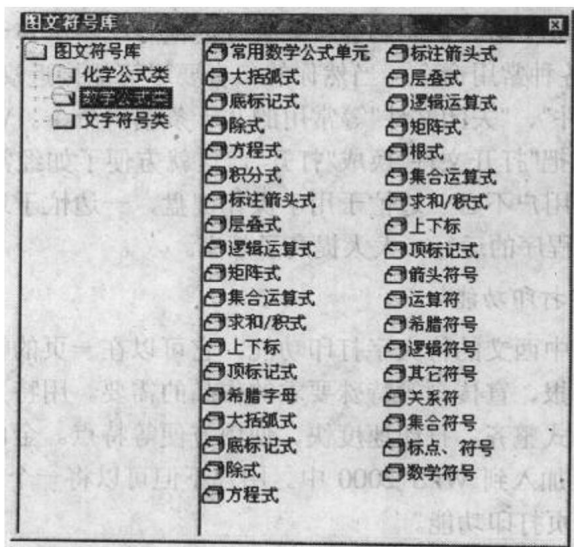 图文符号库
图文符号库
化学公式类
数学公式类
文字符号类
常用数学公式单元
大括弧式
底标记式
除式
方程式
积分式
标注箭头式
层叠式
逻辑运算式
矩阵式
集合运算式
求和/积式
上下标
顶标记式
希腊字母
大括弧式
底标记式
除式
方程式
标注箭头式
层叠式
逻辑运算式
矩阵式
根式
集合运算式
求和/积式
上下标
顶标记式
箭头符号
运算符
希腊符号
逻辑符号
其它符号
关系符
集合符号
标点、符号
数学符号